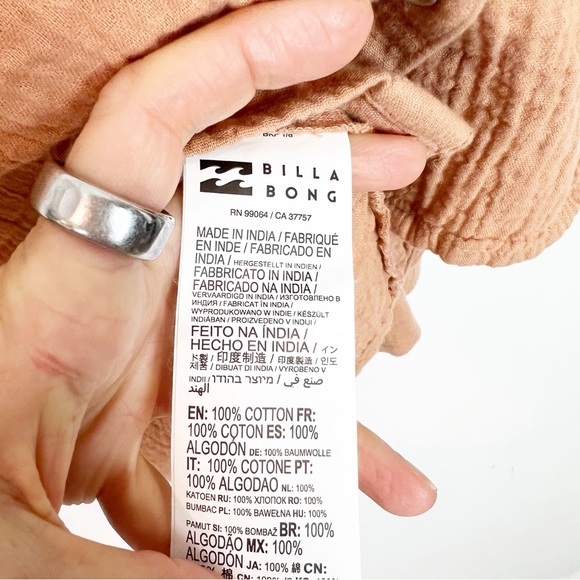 BILLA
BONG
RN 99064 / CA 37757
MADE IN INDIA / FABRIQUÉ
EN INDE / FABRICADO EN
INDIA / HERGESTELLT IN INDIEN /
FABBRICATO IN INDIA /
FABRICADO NA ÍNDIA /
VERVAARDIGD IN INDIA / ИЗГОТОВЛЕНО В
ИНДИЯ / FABRICAT ÎN INDIA /
WYPRODUKOWANO W INDIE / KÉSZÜLT
INDIÁBAN / PROIZVEDENO V INDIJI /
FEITO NA ÍNDIA /
HECHO EN INDIA / イン
ド製 / 印度制造 / 印度製造 / 인도
제품 / DIBUAT DI INDIA / VYROBENO V
INDII / מיוצר בהודו / صنع في
الهند
EN: 100% COTTON FR:
100% COTON ES: 100%
ALGODÓN DE: 100% BAUMWOLLE
IT: 100% COTONE PT:
100% ALGODAO NL: 100%
KATOEN RU: 100% ХЛОПОК RO: 100%
BUMBAC PL: 100% BAWEŁNA HU: 100%
PAMUT SI: 100% BOMBAŽ BR: 100%
ALGODÃO MX: 100%
ALGODÓN JA: 100% 綿 CN:
100% 棉 CN: 100% KO: 100%